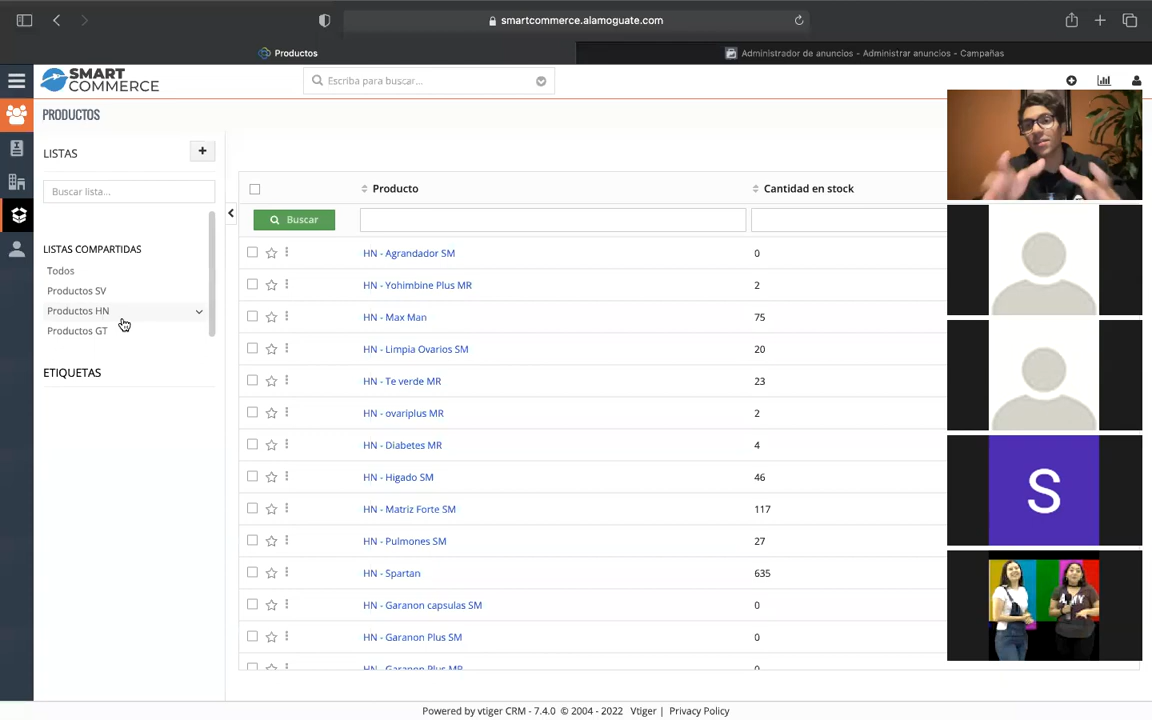 smartcommerce.alamoguate.com
Productos
Administrador de anuncios - Administrar anuncios - Campañas
SMART
COMMERCE
Escriba para buscar...
PRODUCTOS
LISTAS
+
Buscar lista...
LISTAS COMPARTIDAS
Todos
Productos SV
Productos HN
Productos GT
ETIQUETAS
Producto
Cantidad en stock
Buscar
HN - Agrandador SM 0
HN - Yohimbine Plus MR 2
HN - Max Man 75
HN - Limpia Ovarios SM 20
HN - Te verde MR 23
HN - ovariplus MR 2
HN - Diabetes MR 4
HN - Higado SM 46
HN - Matriz Forte SM 117
HN - Pulmones SM 27
HN - Spartan 635
HN - Garanon capsulas SM 0
HN - Garanon Plus SM 0
HN - Garanon Plus MR 0
S
Powered by vtiger CRM - 7.4.0 © 2004 - 2022 Vtiger | Privacy Policy